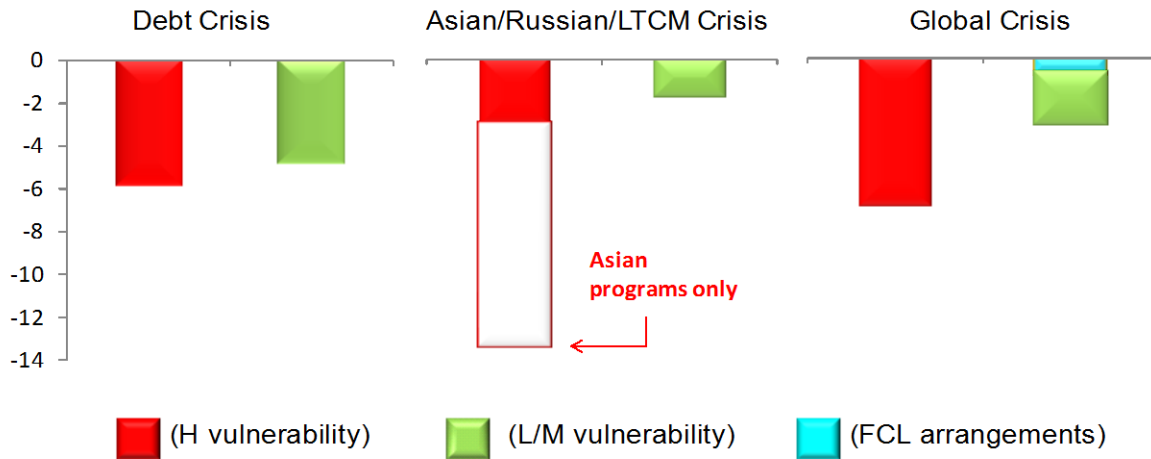 Debt Crisis
Asian/Russian/LTCM Crisis
Global Crisis
0
-2
-4
-6
-8
-10
-12
-14
Asian
programs only
(H vulnerability)
(L/M vulnerability)
(FCL arrangements)